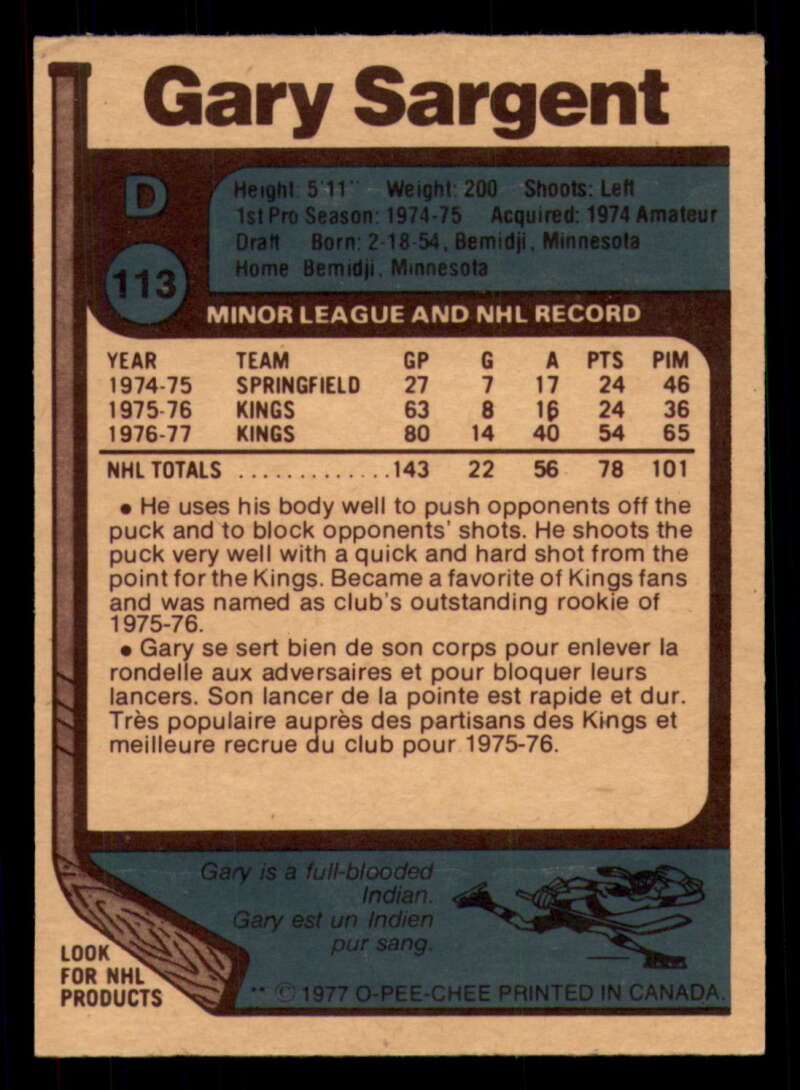 Gary Sargent
D
113
Height: 5'11" Weight: 200 Shoots: Left
1st Pro Season: 1974-75 Acquired: 1974 Amateur
Draft Born: 2-18-54, Bemidji, Minnesota
Home Bemidji, Minnesota
MINOR LEAGUE AND NHL RECORD
YEAR TEAM GP G A PTS PIM
1974-75 SPRINGFIELD 27 7 17 24 46
1975-76 KINGS 63 8 16 24 36
1976-77 KINGS 80 14 40 54 65
NHL TOTALS ..............143 22 56 78 101
• He uses his body well to push opponents off the
puck and to block opponents' shots. He shoots the
puck very well with a quick and hard shot from the
point for the Kings. Became a favorite of Kings fans
and was named as club's outstanding rookie of
1975-76.
• Gary se sert bien de son corps pour enlever la
rondelle aux adversaires et pour bloquer leurs
lancers. Son lancer de la pointe est rapide et dur.
Très populaire auprès des partisans des Kings et
meilleure recrue du club pour 1975-76.
Gary is a full-blooded
Indian.
Gary est un Indien
pur sang.
LOOK
FOR NHL
PRODUCTS
** © 1977 O-PEE-CHEE PRINTED IN CANADA.